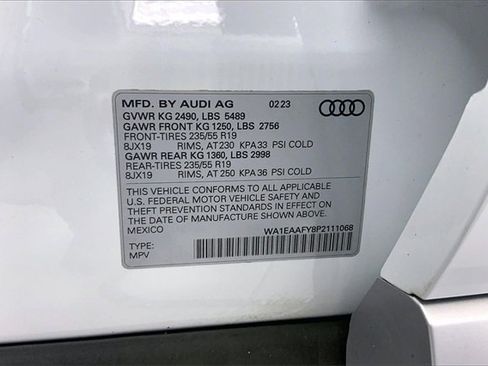 MFD. BY AUDI AG 02 23
GVWR KG 2490, LBS 5489
GAWR FRONT KG 1250, LBS 2756
FRONT-TIRES 235/55 R19
8JX19 RIMS, AT 230 KPA 33 PSI COLD
GAWR REAR KG 1360, LBS 2998
REAR-TIRES 235/55 R19
8JX19 RIMS, AT 250 KPA 36 PSI COLD
THIS VEHICLE CONFORMS TO ALL APPLICABLE
U.S. FEDERAL MOTOR VEHICLE SAFETY AND
THEFT PREVENTION STANDARDS IN EFFECT ON
THE DATE OF MANUFACTURE SHOWN ABOVE.
MEXICO WA1EAAFY8P2111068
TYPE:
MPV